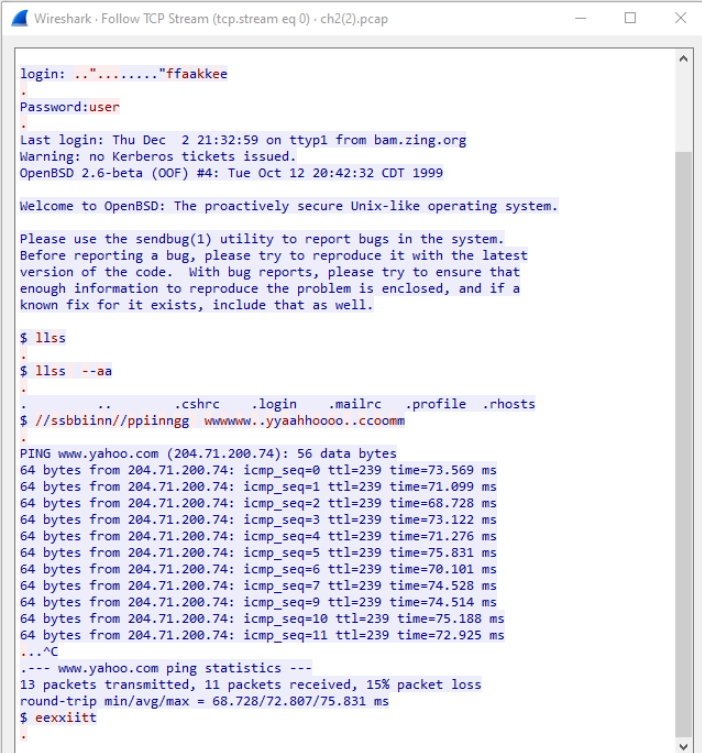 Wireshark · Follow TCP Stream (tcp.stream eq 0) · ch2(2).pcap
login: .."........"ffaakkee
.
Password:user
.
Last login: Thu Dec  2 21:32:59 on ttyp1 from bam.zing.org
Warning: no Kerberos tickets issued.
OpenBSD 2.6-beta (OOF) #4: Tue Oct 12 20:42:32 CDT 1999
Welcome to OpenBSD: The proactively secure Unix-like operating system.
Please use the sendbug(1) utility to report bugs in the system.
Before reporting a bug, please try to reproduce it with the latest
version of the code.  With bug reports, please try to ensure that
enough information to reproduce the problem is enclosed, and if a
known fix for it exists, include that as well.
$ llss
.
$ llss  --aa
.
.         ..        .cshrc    .login    .mailrc   .profile  .rhosts
$ //ssbbiinn//ppiinngg  wwwwww..yyaahhoooo..ccoomm
.
PING www.yahoo.com (204.71.200.74): 56 data bytes
64 bytes from 204.71.200.74: icmp_seq=0 ttl=239 time=73.569 ms
64 bytes from 204.71.200.74: icmp_seq=1 ttl=239 time=71.099 ms
64 bytes from 204.71.200.74: icmp_seq=2 ttl=239 time=68.728 ms
64 bytes from 204.71.200.74: icmp_seq=3 ttl=239 time=73.122 ms
64 bytes from 204.71.200.74: icmp_seq=4 ttl=239 time=71.276 ms
64 bytes from 204.71.200.74: icmp_seq=5 ttl=239 time=75.831 ms
64 bytes from 204.71.200.74: icmp_seq=6 ttl=239 time=70.101 ms
64 bytes from 204.71.200.74: icmp_seq=7 ttl=239 time=74.528 ms
64 bytes from 204.71.200.74: icmp_seq=9 ttl=239 time=74.514 ms
64 bytes from 204.71.200.74: icmp_seq=10 ttl=239 time=75.188 ms
64 bytes from 204.71.200.74: icmp_seq=11 ttl=239 time=72.925 ms
...^C
.--- www.yahoo.com ping statistics ---
13 packets transmitted, 11 packets received, 15% packet loss
round-trip min/avg/max = 68.728/72.807/75.831 ms
$ eexxiitt
.